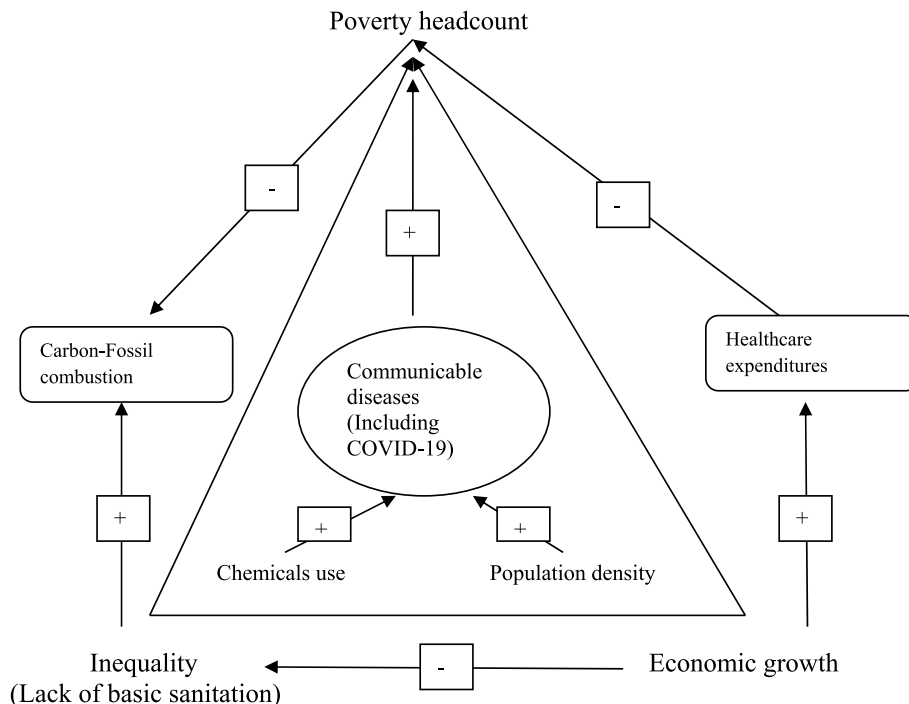 Poverty headcount
-
-
+
Carbon-Fossil
combustion
Healthcare
expenditures
Communicable
diseases
(Including
COVID-19)
+
+
+
+
Chemicals use
Population density
Inequality
(Lack of basic sanitation)
-
Economic growth